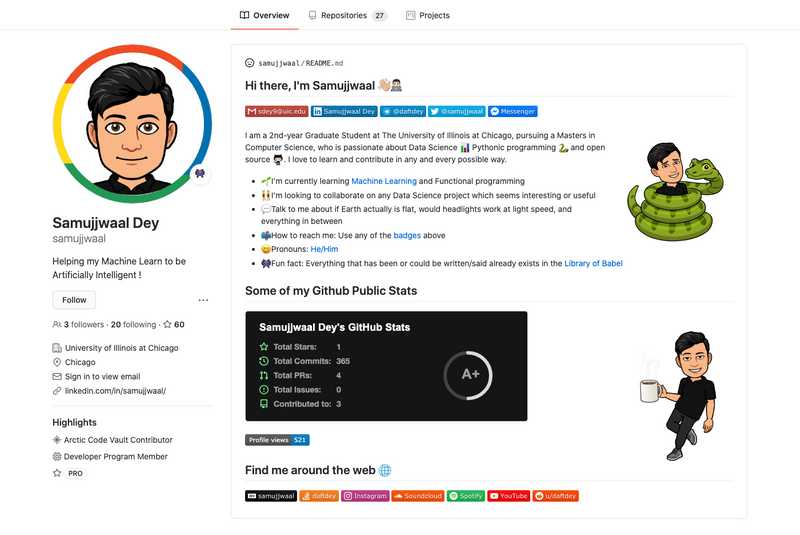 Overview
Repositories 27
Projects
samujjwaal/README.md
Hi there, I'm Samujjwaal 👋🏻👨🏻‍💻
sdey9@uic.edu
Samujjwaal Dey
@daftdey
@samujjwaal
Messenger
I am a 2nd-year Graduate Student at The University of Illinois at Chicago, pursuing a Masters in
Computer Science, who is passionate about Data Science 📊 Pythonic programming 🐍 and open
source 👨🏻‍🎓. I love to learn and contribute in any and every possible way.
🌱I'm currently learning Machine Learning and Functional programming
👯I'm looking to collaborate on any Data Science project which seems interesting or useful
💬Talk to me about if Earth actually is flat, would headlights work at light speed, and
everything in between
📫How to reach me: Use any of the badges above
😄Pronouns: He/Him
Fun fact: Everything that has been or could be written/said already exists in the Library of Babel
Samujjwaal Dey
samujjwaal
Helping my Machine Learn to be
Artificially Intelligent !
Follow
3 followers · 20 following · 60
University of Illinois at Chicago
Chicago
Sign in to view email
linkedin.com/in/samujjwaal/
Highlights
Arctic Code Vault Contributor
Developer Program Member
PRO
Some of my Github Public Stats
Samujjwaal Dey's GitHub Stats
Total Stars: 1
Total Commits: 365
Total PRs: 4
Total Issues: 0
Contributed to: 3
A+
Profile views 521
Find me around the web 🌐
samujjwaal
daftdey
Instagram
Soundcloud
Spotify
YouTube
u/daftdey